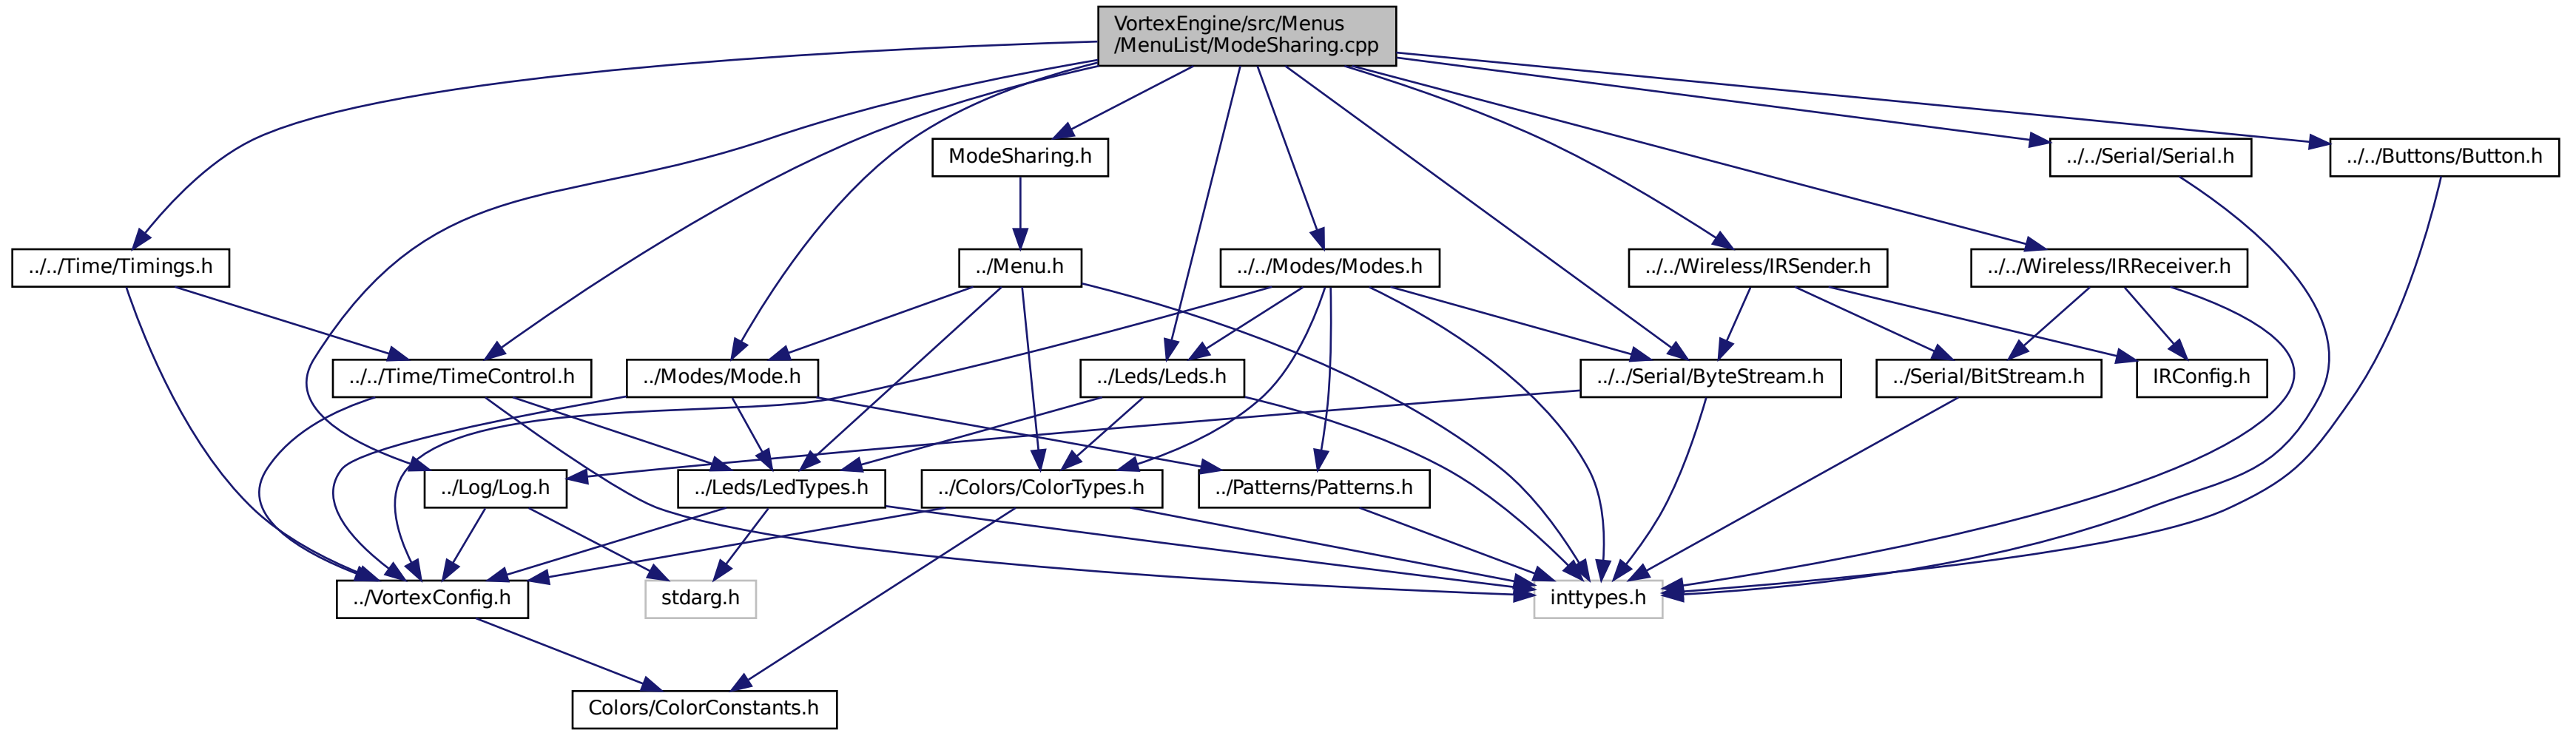 VortexEngine/src/Menus
/MenuList/ModeSharing.cpp
ModeSharing.h
../../Serial/Serial.h
../../Buttons/Button.h
../../Time/Timings.h
../Menu.h
../../Modes/Modes.h
../../Wireless/IRSender.h
../../Wireless/IRReceiver.h
../../Time/TimeControl.h
../Modes/Mode.h
../Leds/Leds.h
../../Serial/ByteStream.h
../Serial/BitStream.h
IRConfig.h
../Log/Log.h
../Leds/LedTypes.h
../Colors/ColorTypes.h
../Patterns/Patterns.h
../VortexConfig.h
stdarg.h
inttypes.h
Colors/ColorConstants.h